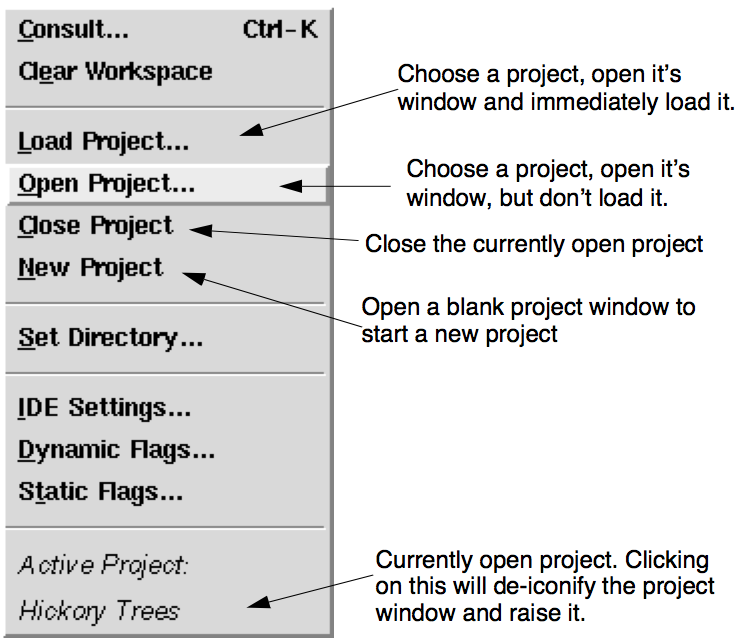 Consult... Ctrl-K
Clear Workspace
Choose a project, open it's
window and immediately load it.
Load Project...
Choose a project, open it's
window, but don't load it.
Open Project...
Close Project
Close the currently open project
New Project
Open a blank project window to
start a new project
Set Directory...
IDE Settings...
Dynamic Flags...
Static Flags...
Active Project:
Hickory Trees
Currently open project. Clicking
on this will de-iconify the project
window and raise it.